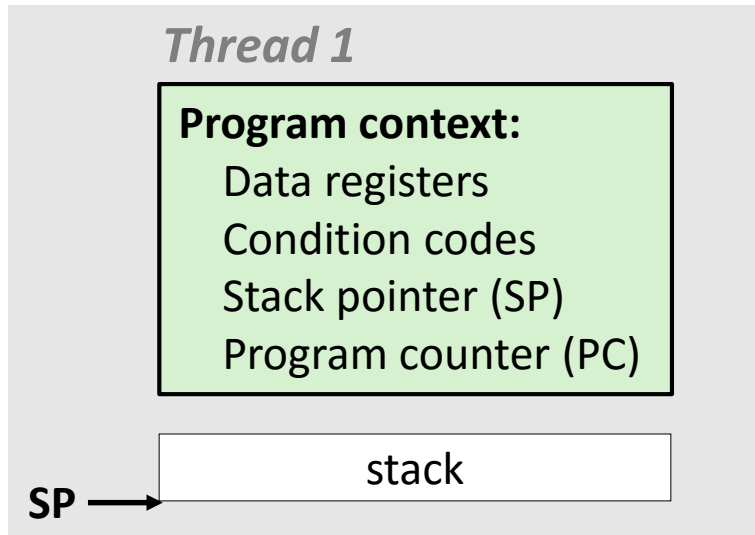 Thread 1
Program context:
Data registers
Condition codes
Stack pointer (SP)
Program counter (PC)
stack
SP